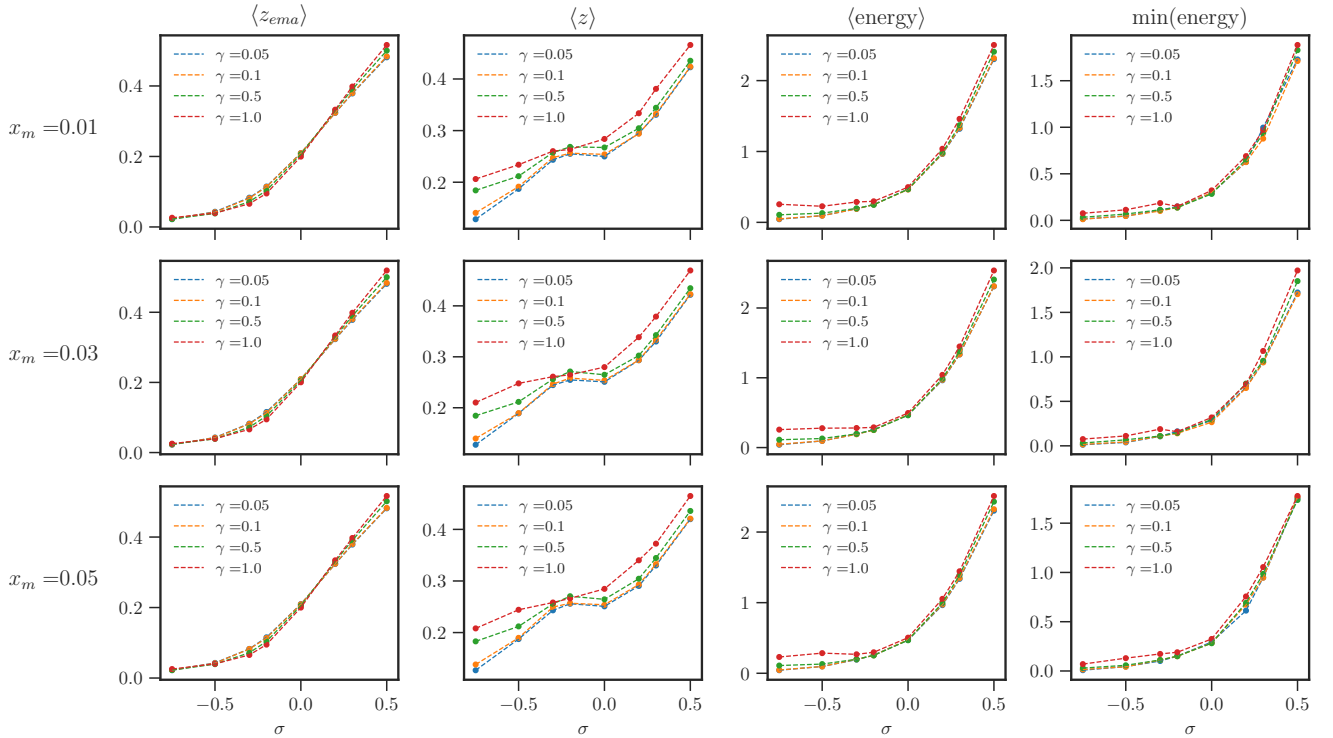 ⟨z_ema⟩
⟨z⟩
⟨energy⟩
min(energy)
x_m =0.01
0.4
0.2
0.0
γ =0.05
γ =0.1
γ =0.5
γ =1.0
0.4
0.3
0.2
γ =0.05
γ =0.1
γ =0.5
γ =1.0
2
1
0
γ =0.05
γ =0.1
γ =0.5
γ =1.0
1.5
1.0
0.5
0.0
γ =0.05
γ =0.1
γ =0.5
γ =1.0
x_m =0.03
0.4
0.2
0.0
γ =0.05
γ =0.1
γ =0.5
γ =1.0
0.4
0.3
0.2
γ =0.05
γ =0.1
γ =0.5
γ =1.0
2
1
0
γ =0.05
γ =0.1
γ =0.5
γ =1.0
2.0
1.5
1.0
0.5
0.0
γ =0.05
γ =0.1
γ =0.5
γ =1.0
x_m =0.05
0.4
0.2
0.0
γ =0.05
γ =0.1
γ =0.5
γ =1.0
−0.5 0.0 0.5
σ
0.4
0.3
0.2
γ =0.05
γ =0.1
γ =0.5
γ =1.0
−0.5 0.0 0.5
σ
2
1
0
γ =0.05
γ =0.1
γ =0.5
γ =1.0
−0.5 0.0 0.5
σ
1.5
1.0
0.5
0.0
γ =0.05
γ =0.1
γ =0.5
γ =1.0
−0.5 0.0 0.5
σ